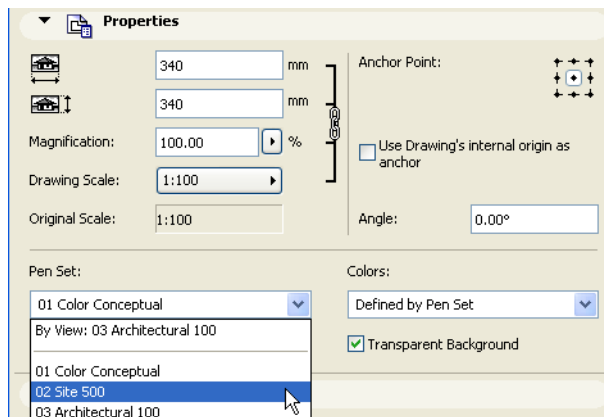 Properties
340 mm
340 mm
Magnification: 100.00 %
Drawing Scale: 1:100
Original Scale: 1:100
Anchor Point:
Use Drawing's internal origin as
anchor
Angle: 0.00°
Pen Set:
01 Color Conceptual
By View: 03 Architectural 100
01 Color Conceptual
02 Site 500
03 Architectural 100
Colors:
Defined by Pen Set
Transparent Background